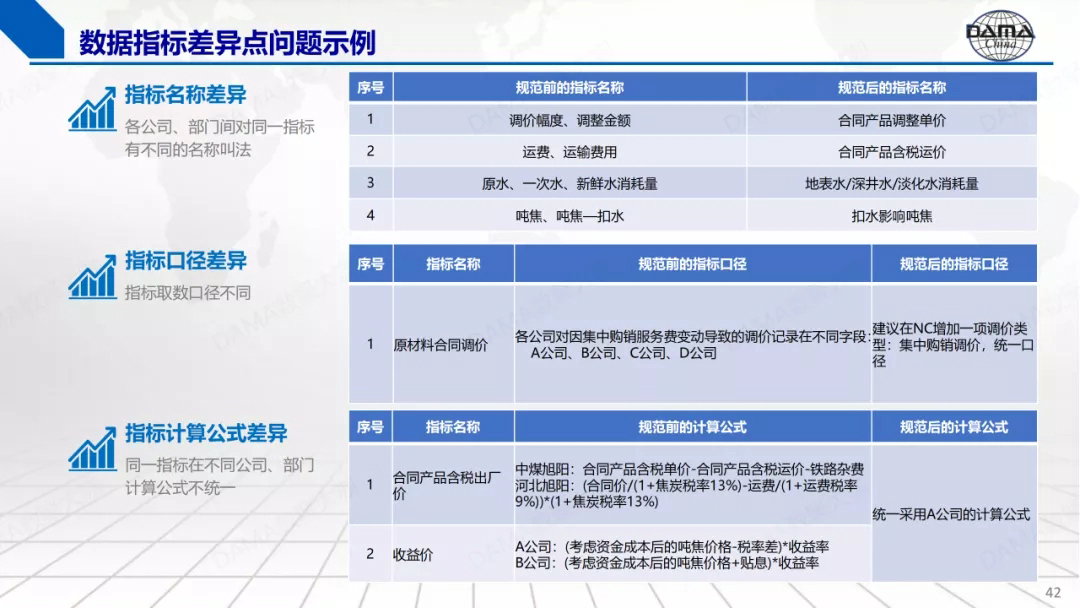 数据指标差异点问题示例
DAMA
China
指标名称差异
各公司、部门间对同一指标
有不同的名称叫法
序号 规范前的指标名称 规范后的指标名称
1 调价幅度、调整金额 合同产品调整单价
2 运费、运输费用 合同产品含税运价
3 原水、一次水、新鲜水消耗量 地表水/深井水/淡化水消耗量
4 吨焦、吨焦—扣水 扣水影响吨焦
指标口径差异
指标取数口径不同
序号 指标名称 规范前的指标口径 规范后的指标口径
1 原材料合同调价
各公司对因集中购销服务费变动导致的调价记录在不同字段:
A公司、B公司、C公司、D公司
建议在NC增加一项调价类
型：集中购销调价，统一口
径
指标计算公式差异
同一指标在不同公司、部门
计算公式不统一
序号 指标名称 规范前的计算公式 规范后的计算公式
1 合同产品含税出厂
价
中煤旭阳：合同产品含税单价-合同产品含税运价-铁路杂费
河北旭阳：(合同价/(1+焦炭税率13%)-运费/(1+运费税率
9%))*(1+焦炭税率13%)
统一采用A公司的计算公式
2 收益价
A公司：(考虑资金成本后的吨焦价格-税率差)*收益率
B公司：(考虑资金成本后的吨焦价格+贴息)*收益率
42